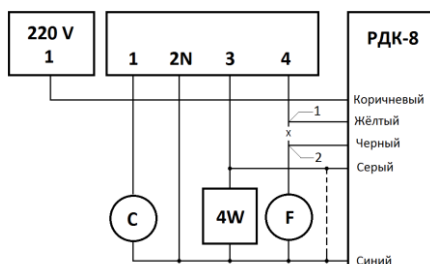 220 V
1
1 2N 3 4
РДК-8
Коричневый
1
Жёлтый
x
Черный
2
Серый
C
4W
F
Синий